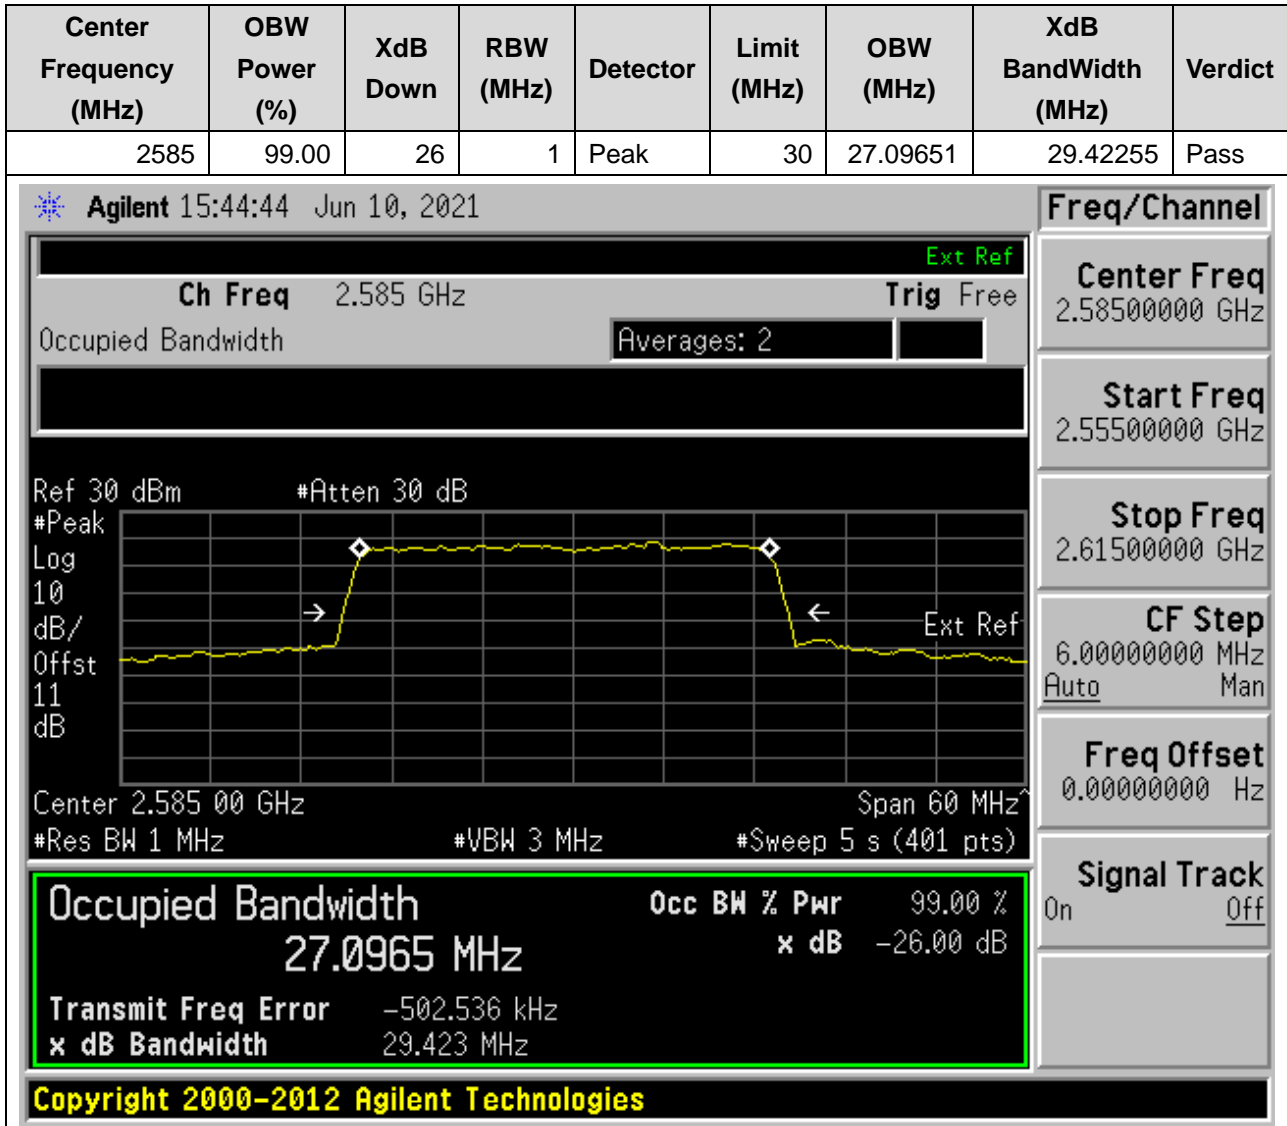 Center Frequency (MHz) OBW Power (%) XdB Down RBW (MHz) Detector Limit (MHz) OBW (MHz) XdB BandWidth (MHz) Verdict
2585 99.00 26 1 Peak 30 27.09651 29.42255 Pass
Agilent 15:44:44 Jun 10, 2021
Freq/Channel
Ext Ref
Ch Freq 2.585 GHz Trig Free
Occupied Bandwidth Averages: 2
Center Freq
2.58500000 GHz
Start Freq
2.55500000 GHz
Stop Freq
2.61500000 GHz
CF Step
6.00000000 MHz
Auto Man
Freq Offset
0.00000000 Hz
Signal Track
On Off
Ref 30 dBm #Atten 30 dB
#Peak
Log
10
dB/
Offst
11
dB
Ext Ref
Center 2.585 00 GHz Span 60 MHz^
#Res BW 1 MHz #VBW 3 MHz #Sweep 5 s (401 pts)
Occupied Bandwidth Occ BW % Pwr 99.00 %
27.0965 MHz x dB -26.00 dB
Transmit Freq Error -502.536 kHz
x dB Bandwidth 29.423 MHz
Copyright 2000-2012 Agilent Technologies